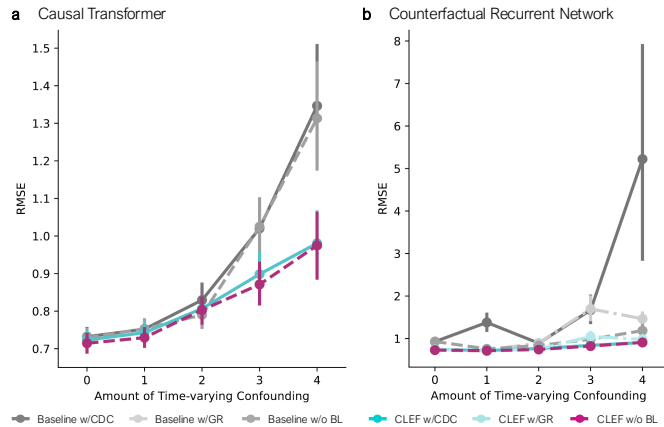 a Causal Transformer
b Counterfactual Recurrent Network
1.5
1.4
1.3
1.2
1.1
1.0
0.9
0.8
0.7
RMSE
0 1 2 3 4
Amount of Time-varying Confounding
8
7
6
5
4
3
2
1
RMSE
0 1 2 3 4
Amount of Time-varying Confounding
Baseline w/CDC Baseline w/GR Baseline w/o BL CLEF w/CDC CLEF w/GR CLEF w/o BL